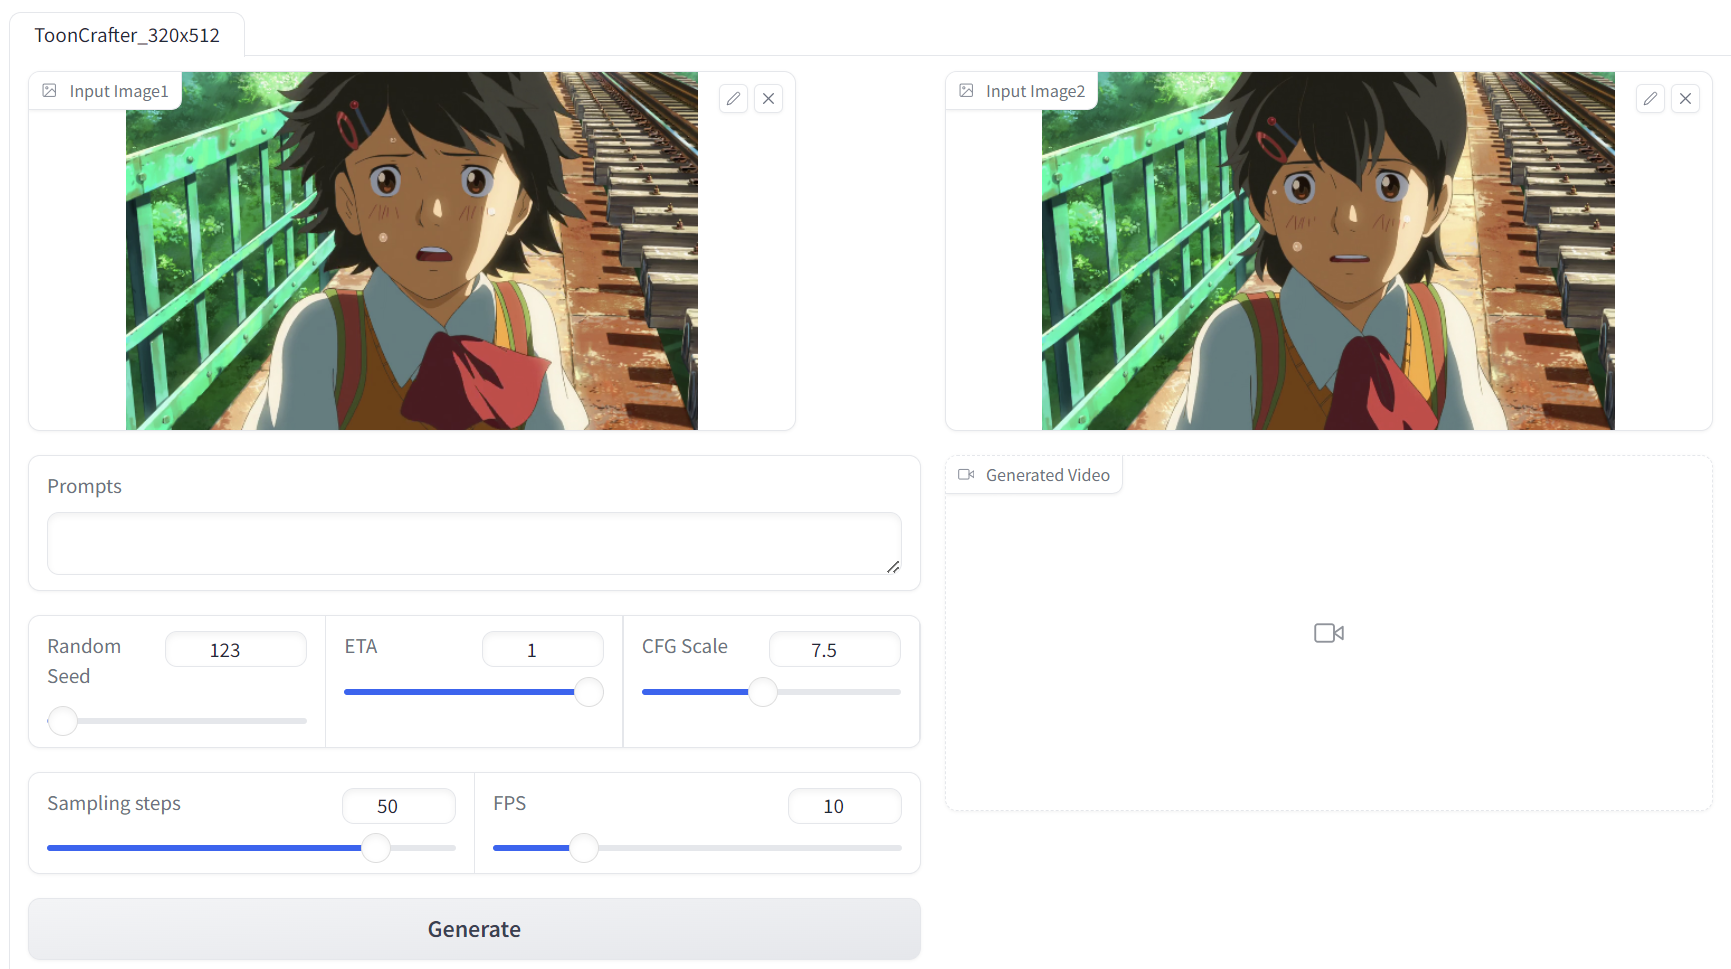 ToonCrafter_320x512
Input Image1
Input Image2
Prompts
Generated Video
Random Seed
123
ETA
1
CFG Scale
7.5
Sampling steps
50
FPS
10
Generate